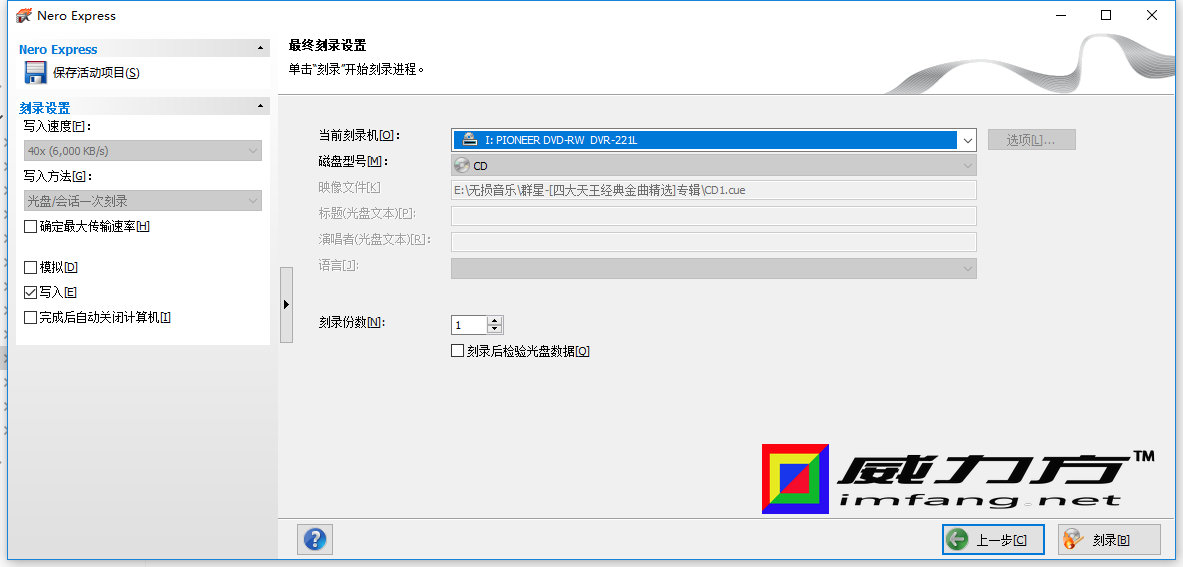 Nero Express
Nero Express
保存活动项目(S)
刻录设置
写入速度[F]:
40x (6,000 KB/s)
写入方法[G]:
光盘/会话一次刻录
确定最大传输速率[H]
模拟[D]
写入[E]
完成后自动关闭计算机[I]
最终刻录设置
单击“刻录”开始刻录进程。
当前刻录机[O]:
I: PIONEER DVD-RW DVR-221L
选项[L]...
磁盘型号[M]:
CD
映像文件[K]
E:\无损音乐\群星-[四大天王经典金曲精选]专辑\CD1.cue
标题(光盘文本)[P]:
演唱者(光盘文本)[R]:
语言[J]:
刻录份数[N]:
1
刻录后检验光盘数据[Q]
威力方™
imfang.net
上一步[C]
刻录[B]